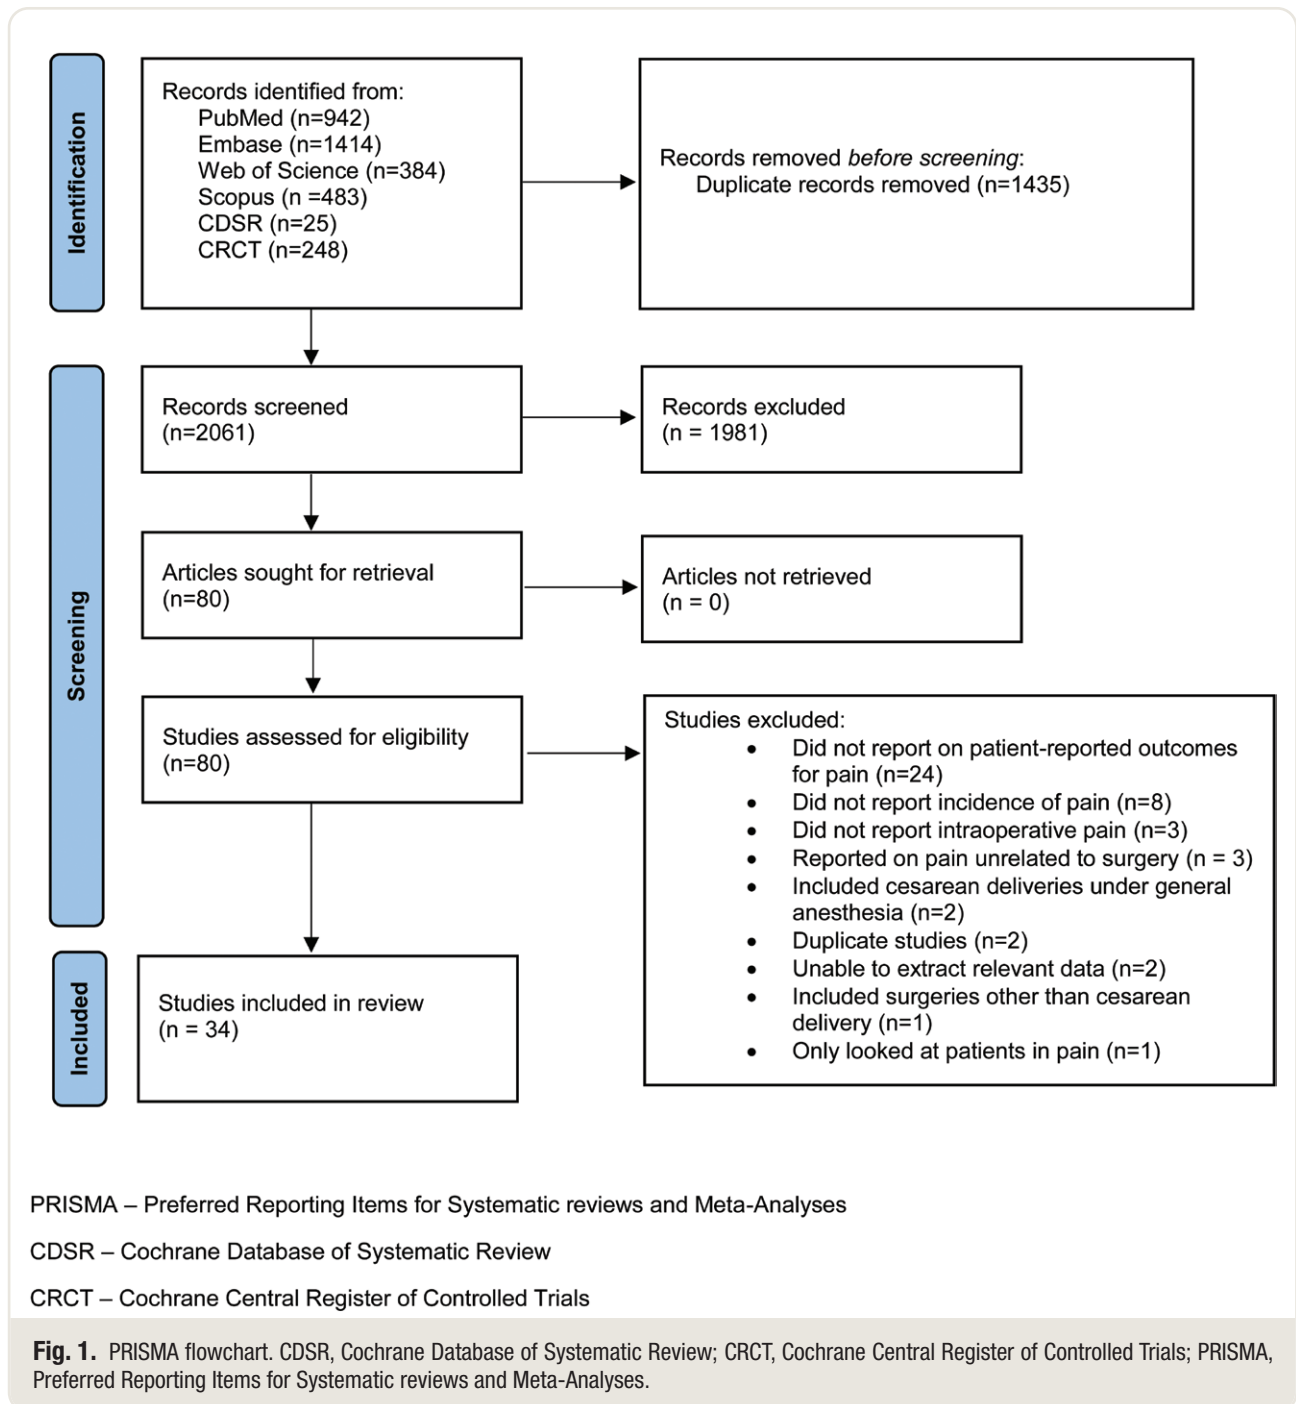 Identification
Records identified from:
PubMed (n=942)
Embase (n=1414)
Web of Science (n=384)
Scopus (n =483)
CDSR (n=25)
CRCT (n=248)
Records removed before screening:
Duplicate records removed (n=1435)
Screening
Records screened
(n=2061)
Records excluded
(n = 1981)
Articles sought for retrieval
(n=80)
Articles not retrieved
(n = 0)
Studies assessed for eligibility
(n=80)
Studies excluded:
• Did not report on patient-reported outcomes
for pain (n=24)
• Did not report incidence of pain (n=8)
• Did not report intraoperative pain (n=3)
• Reported on pain unrelated to surgery (n = 3)
• Included cesarean deliveries under general
anesthesia (n=2)
• Duplicate studies (n=2)
• Unable to extract relevant data (n=2)
• Included surgeries other than cesarean
delivery (n=1)
• Only looked at patients in pain (n=1)
Included
Studies included in review
(n = 34)
PRISMA – Preferred Reporting Items for Systematic reviews and Meta-Analyses
CDSR – Cochrane Database of Systematic Review
CRCT – Cochrane Central Register of Controlled Trials
Fig. 1. PRISMA flowchart. CDSR, Cochrane Database of Systematic Review; CRCT, Cochrane Central Register of Controlled Trials; PRISMA,
Preferred Reporting Items for Systematic reviews and Meta-Analyses.